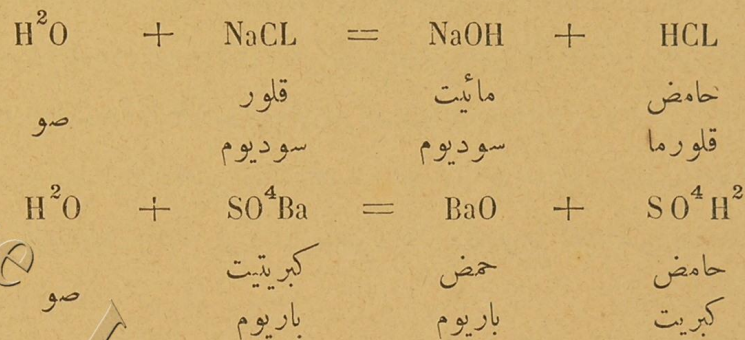 H²O + NaCL = NaOH + HCL
حامض مائيت قلور
صو
قلورما سوديوم سوديوم
H²O + SO⁴Ba = BaO + SO⁴H²
حامض حمض كبريتيت
صو
كبريت باريوم باريوم